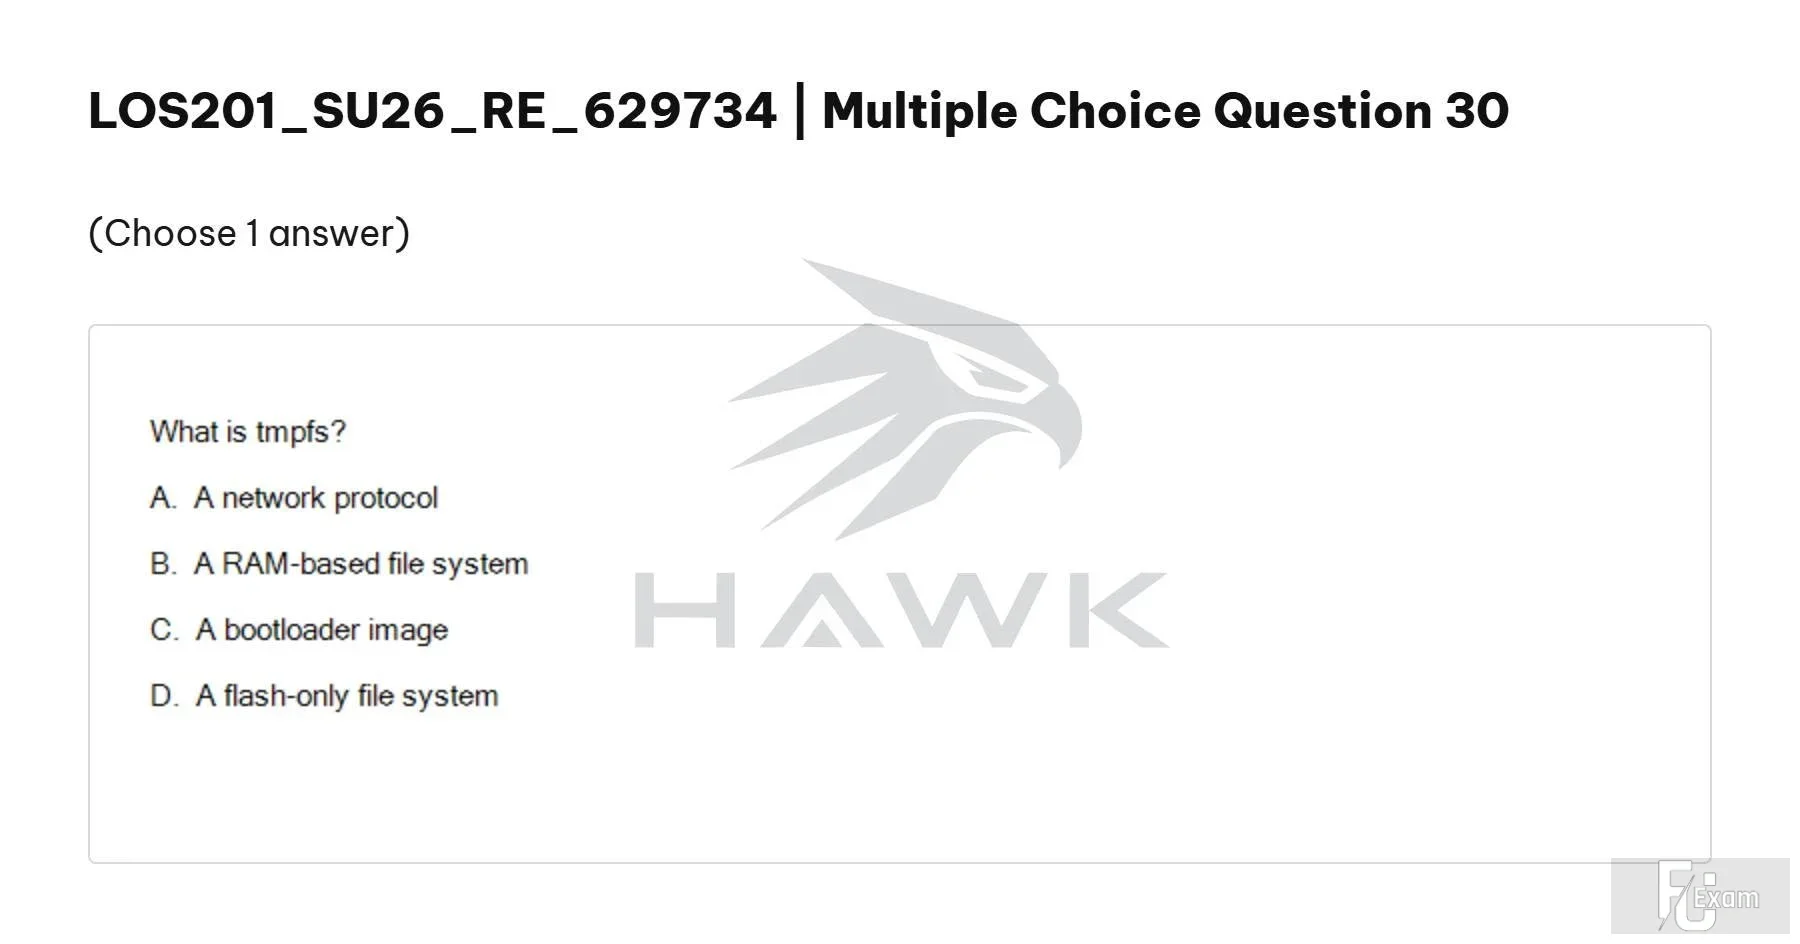 LOS201_SU26_RE_629734 | Multiple Choice Question 30
(Choose 1 answer)
What is tmpfs?
A. A network protocol
B. A RAM-based file system
C. A bootloader image
D. A flash-only file system
HAWK
FU Exam